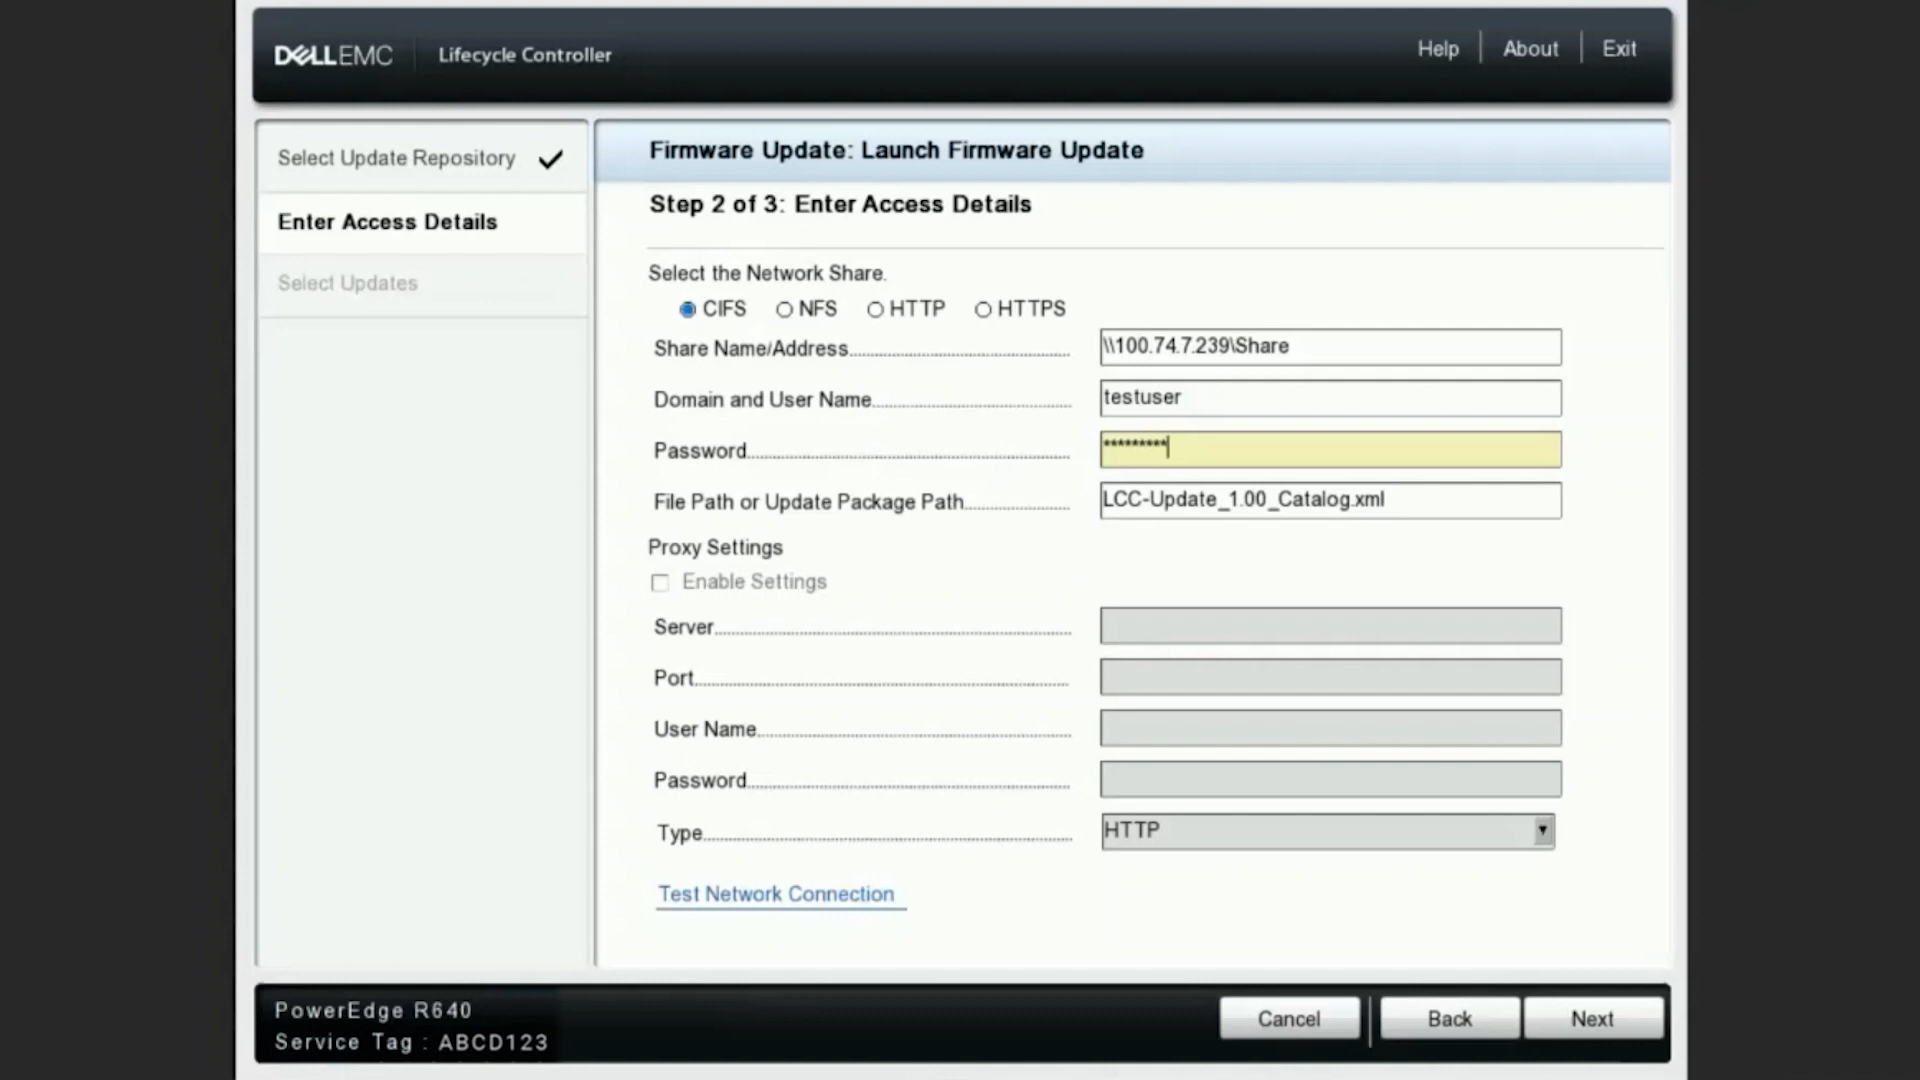 DELLEMC Lifecycle Controller Help About Exit
Select Update Repository
Enter Access Details
Select Updates
Firmware Update: Launch Firmware Update
Step 2 of 3: Enter Access Details
Select the Network Share.
CIFS NFS HTTP HTTPS
Share Name/Address \\100.74.7.239\Share
Domain and User Name testuser
Password *********
File Path or Update Package Path LCC-Update_1.00_Catalog.xml
Proxy Settings
Enable Settings
Server
Port
User Name
Password
Type HTTP
Test Network Connection
PowerEdge R640
Service Tag : ABCD123
Cancel Back Next